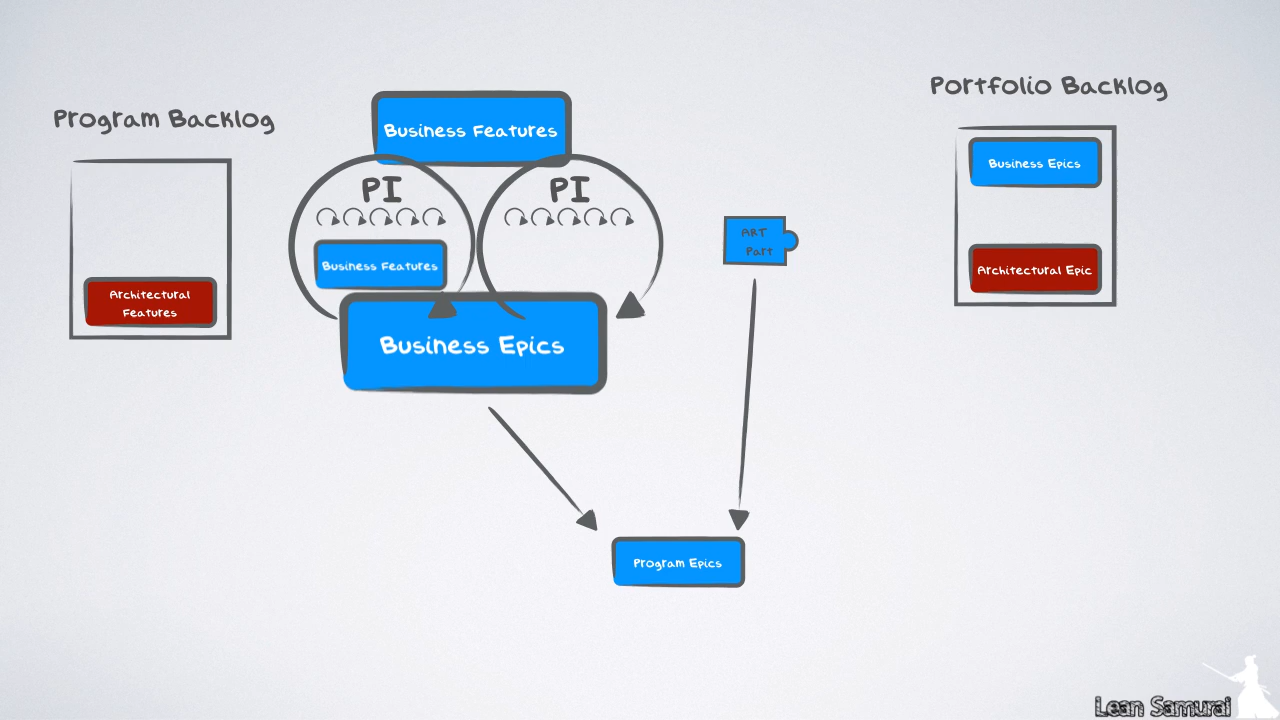 Portfolio Backlog
Program Backlog
Business Features
Business Epics
PI
PI
ART
Part
Business Features
Architectural Epic
Architectural
Features
Business Epics
Program Epics
Lean Samurai